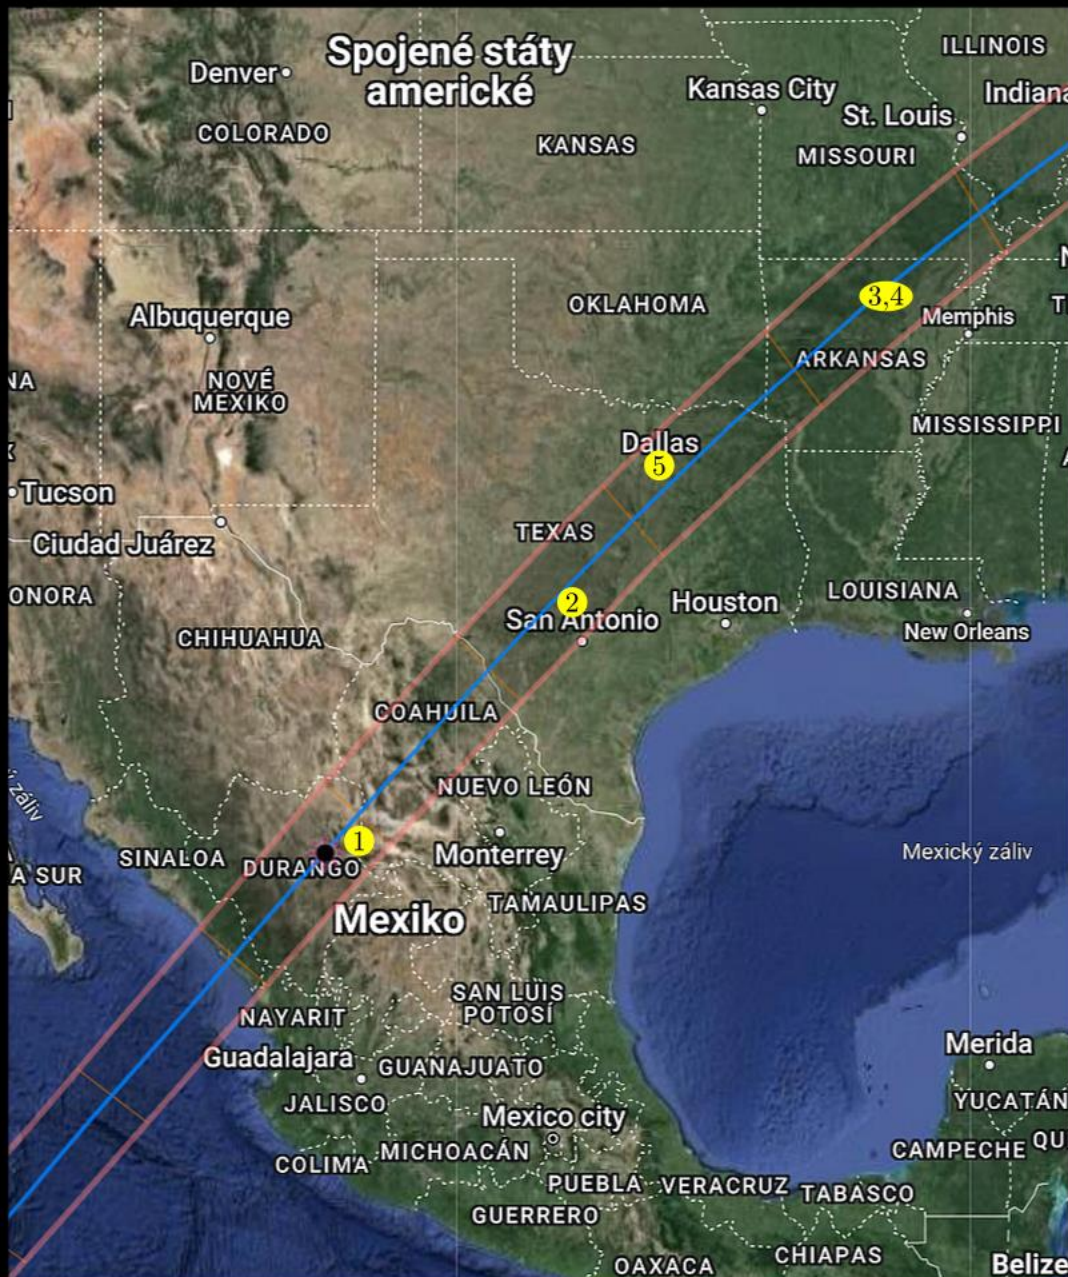 ILLINOIS
Spojené státy
americké
Denver
Kansas City
Indiana
St. Louis
COLORADO
KANSAS
MISSOURI
3,4
OKLAHOMA
Albuquerque
Memphis
ARKANSAS
NA
NOVÉ
MEXIKO
MISSISSIPPI
Dallas
5
Tucson
TEXAS
Ciudad Juárez
ONORA
LOUISIANA
2
Houston
San Antonio
New Orleans
CHIHUAHUA
COAHUILA
NUEVO LEÓN
ý záliv
1
Monterrey
Mexický záliv
SINALOA
DURANGO
A SUR
TAMAULIPAS
Mexiko
SAN LUIS
POTOSÍ
NAYARIT
Merida
Guadalajara
GUANAJUATO
YUCATÁN
JALISCO
Mexico city
QU
CAMPECHE
MICHOACÁN
COLIMA
PUEBLA
VERACRUZ
TABASCO
GUERRERO
CHIAPAS
OAXACA
Belize